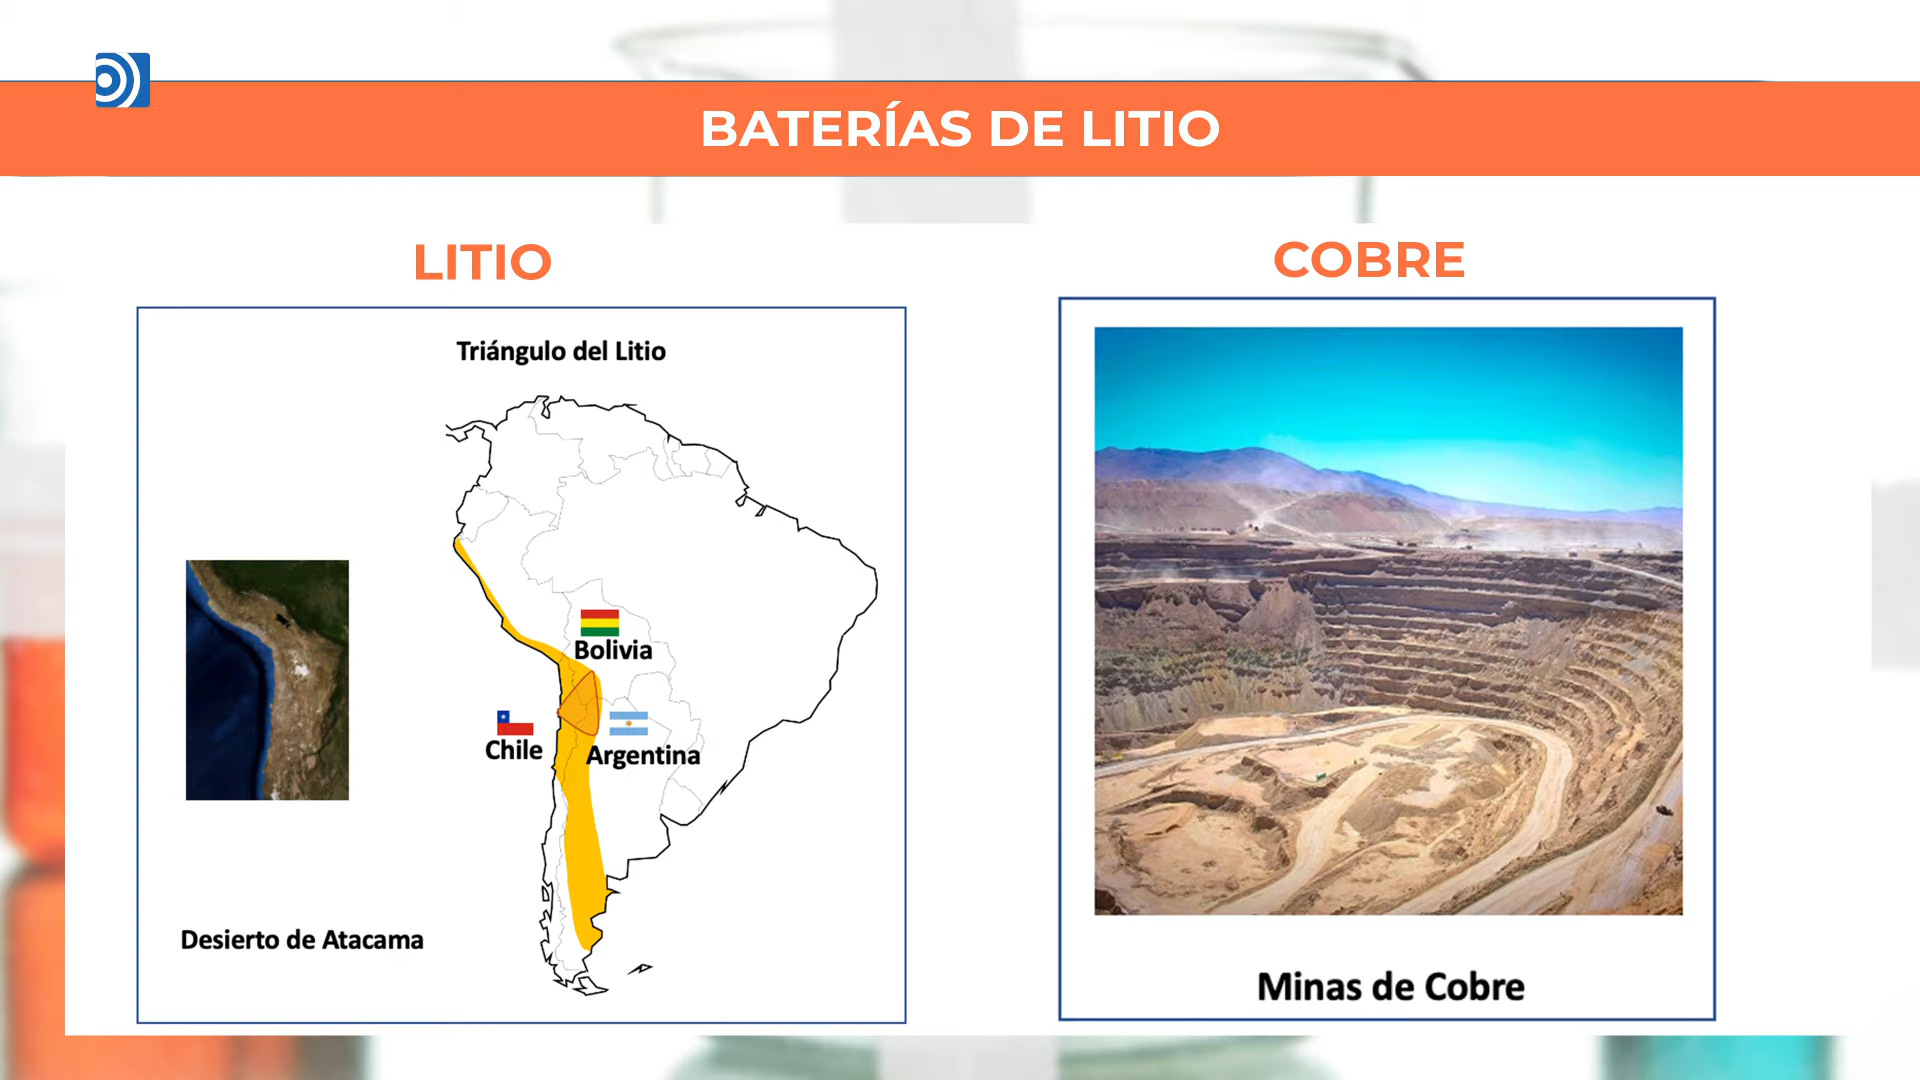 BATERÍAS DE LITIO
LITIO
Triángulo del Litio
Bolivia
Chile
Argentina
Desierto de Atacama
COBRE
Minas de Cobre